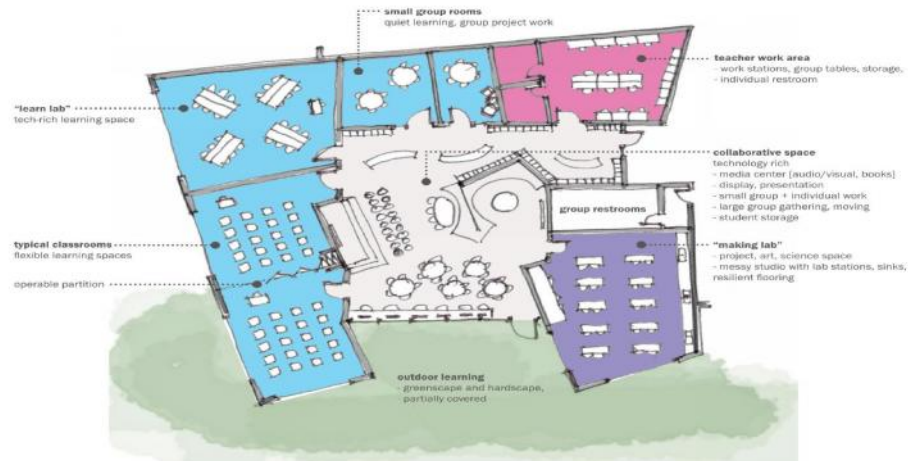 small group rooms
quiet learning, group project work
teacher work area
- work stations, group tables, storage,
- individual restroom
"learn lab"
tech-rich learning space
collaborative space
technology rich
- media center [audio/visual, books]
- display, presentation
- small group + individual work
- large group gathering, moving
- student storage
group restrooms
typical classrooms
flexible learning spaces
"making lab"
- project, art, science space
- messy studio with lab stations, sinks,
resilient flooring
operable partition
outdoor learning
- greenscape and hardscape,
partially covered